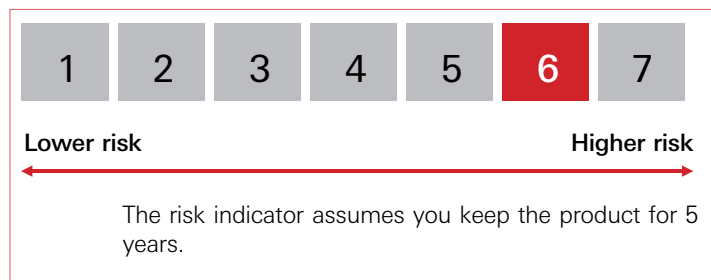 1 2 3 4 5 6 7
Lower risk Higher risk
The risk indicator assumes you keep the product for 5
years.